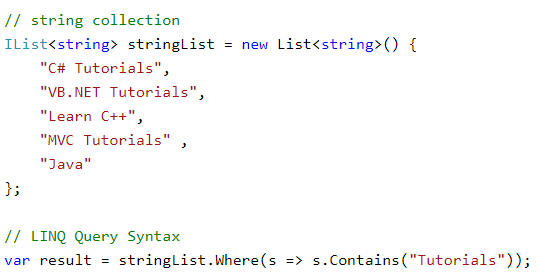 // string collection
IList<string> stringList = new List<string>() {
    "C# Tutorials",
    "VB.NET Tutorials",
    "Learn C++",
    "MVC Tutorials" ,
    "Java"
};

// LINQ Query Syntax
var result = stringList.Where(s => s.Contains("Tutorials"));